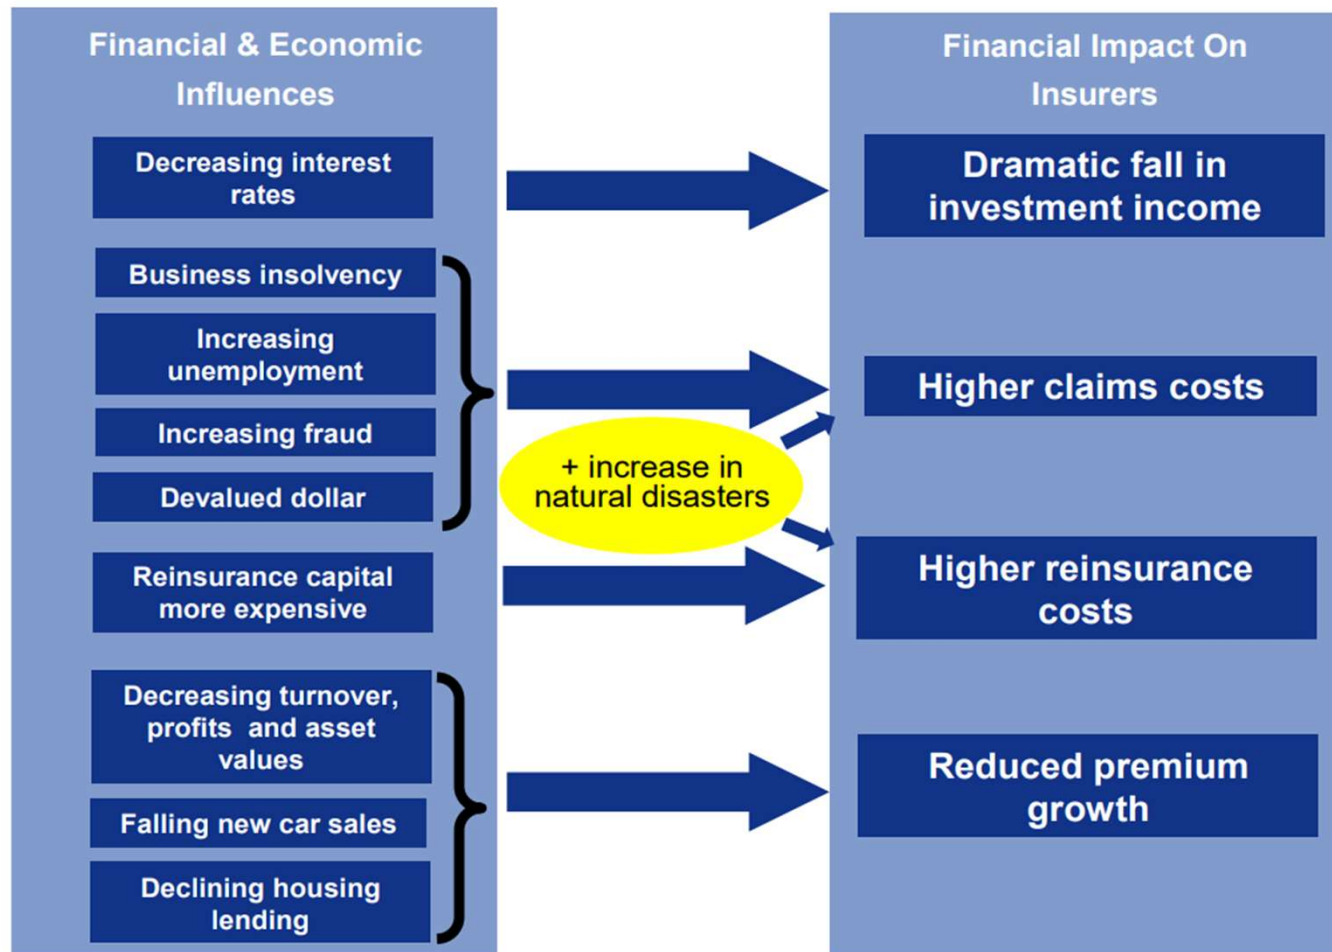 Financial & Economic
Influences
Decreasing interest
rates
Business insolvency
Increasing
unemployment
Increasing fraud
Devalued dollar
Reinsurance capital
more expensive
Decreasing turnover,
profits and asset
values
Falling new car sales
Declining housing
lending
+ increase in
natural disasters
Financial Impact On
Insurers
Dramatic fall in
investment income
Higher claims costs
Higher reinsurance
costs
Reduced premium
growth